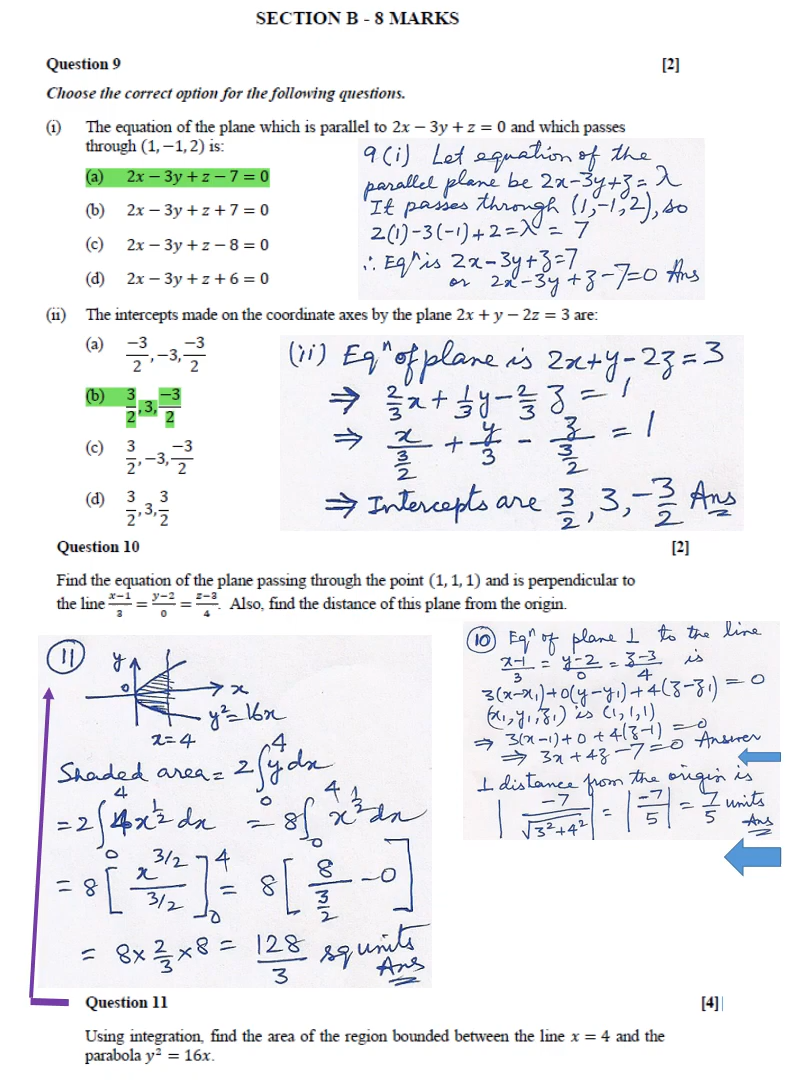 SECTION B - 8 MARKS
Question 9 [2]
Choose the correct option for the following questions.
(i) The equation of the plane which is parallel to 2x − 3y + z = 0 and which passes
through (1, −1, 2) is:
(a) 2x − 3y + z − 7 = 0
(b) 2x − 3y + z + 7 = 0
(c) 2x − 3y + z − 8 = 0
(d) 2x − 3y + z + 6 = 0
9 (i) Let equation of the
parallel plane be 2x−3y+z = λ
It passes through (1,−1,2), so
2(1)−3(−1)+2=λ = 7
∴ Eqⁿ is 2x−3y+z=7
or 2x−3y+z−7=0 Ans
(ii) The intercepts made on the coordinate axes by the plane 2x + y − 2z = 3 are:
(a) −3/2, −3, −3/2
(b) 3/2, 3, −3/2
(c) 3/2, −3, −3/2
(d) 3/2, 3, 3/2
(ii) Eqⁿ of plane is 2x+y−2z=3
⇒ 2/3 x + 1/3 y − 2/3 z = 1
⇒ x/(3/2) + y/3 − z/(3/2) = 1
⇒ Intercepts are 3/2, 3, −3/2 Ans
Question 10 [2]
Find the equation of the plane passing through the point (1, 1, 1) and is perpendicular to
the line (x−1)/3 = (y−2)/0 = (z−3)/4. Also, find the distance of this plane from the origin.
(10) Eqⁿ of plane ⊥ to the line
(x−1)/3 = (y−2)/0 = (z−3)/4 is
3(x−x₁)+0(y−y₁)+4(z−z₁) = 0
(x₁,y₁,z₁) is (1,1,1)
⇒ 3(x−1)+0+4(z−1) = 0
⇒ 3x+4z−7=0 Answer
⊥ distance from the origin is
|−7/√(3²+4²)| = |−7/5| = 7/5 units
Ans
(11) y
0 x
y²=16x
x=4
Shaded area = 2∫₀⁴ y dx
= 2∫₀⁴ 4x^(1/2) dx = 8∫₀⁴ x^(1/2) dx
= 8[x^(3/2)/(3/2)]₀⁴ = 8[8/(3/2) − 0]
= 8 × 2/3 × 8 = 128/3 sq units
Ans
Question 11 [4]
Using integration, find the area of the region bounded between the line x = 4 and the
parabola y² = 16x.